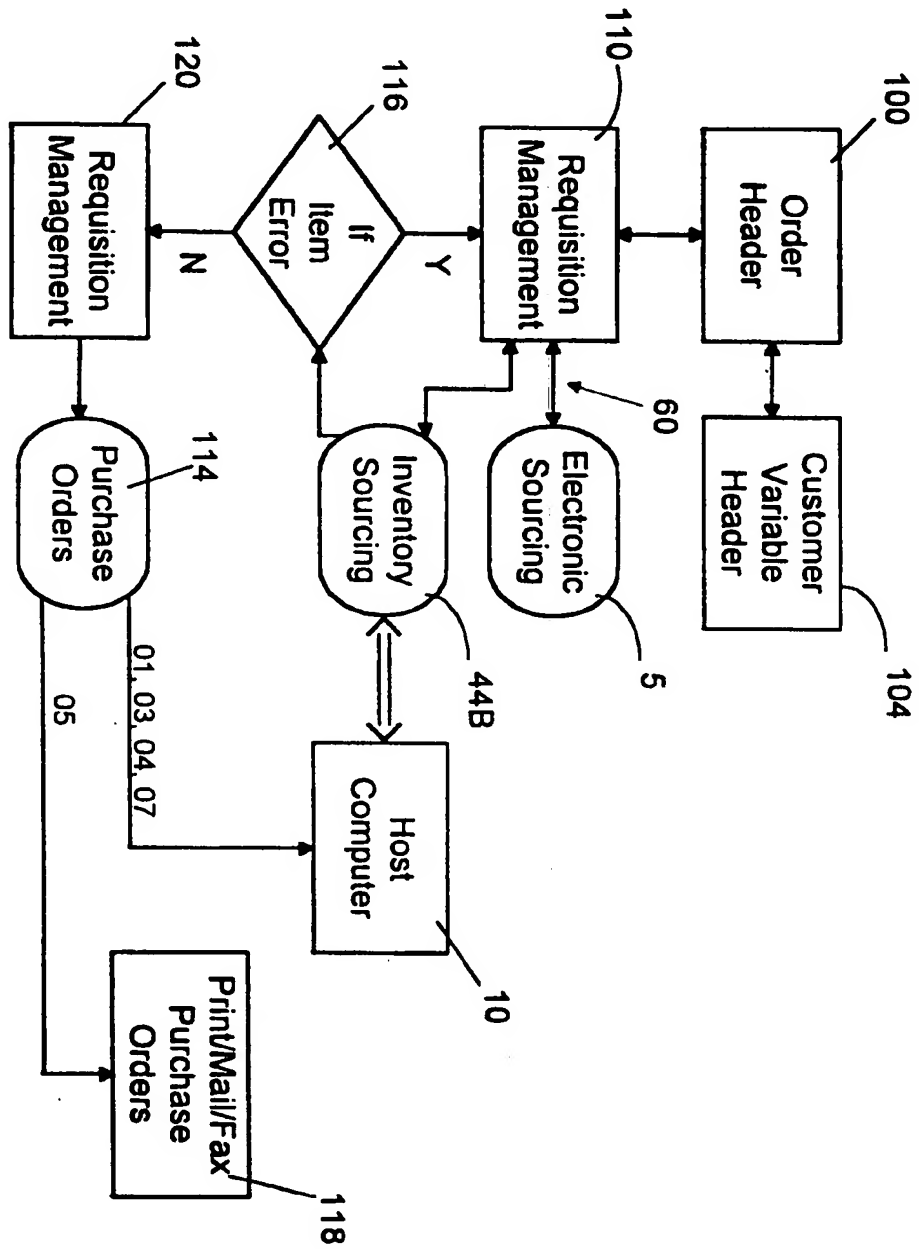 100
Order
Header
Customer
Variable
Header
104
110
Requisition
Management
60
Electronic
Sourcing
5
116
If
Item
Error
Y
N
Inventory
Sourcing
44B
Host
Computer
10
120
Requisition
Management
114
Purchase
Orders
01, 03, 04, 07
05
Print/Mail/Fax
Purchase
Orders
118